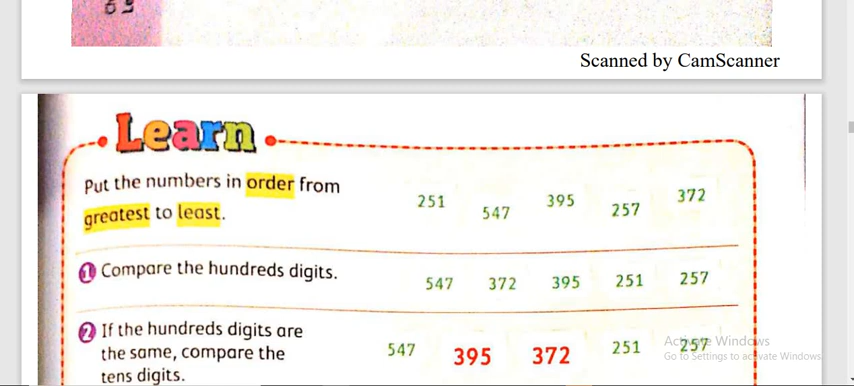 Scanned by CamScanner
Learn
Put the numbers in order from
greatest to least.
251 547 395 257 372
1 Compare the hundreds digits.
547 372 395 251 257
2 If the hundreds digits are
the same, compare the
tens digits.
547 395 372 251 257
Activate Windows
Go to Settings to activate Windows